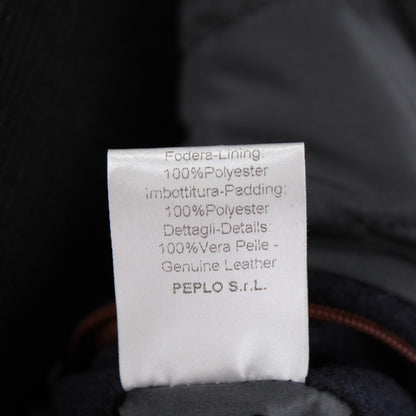 Fodera-Lining:
100%Polyester
Imbottitura-Padding:
100%Polyester
Dettagli-Details:
100%Vera Pelle -
Genuine Leather
PEPLO S.r.L.